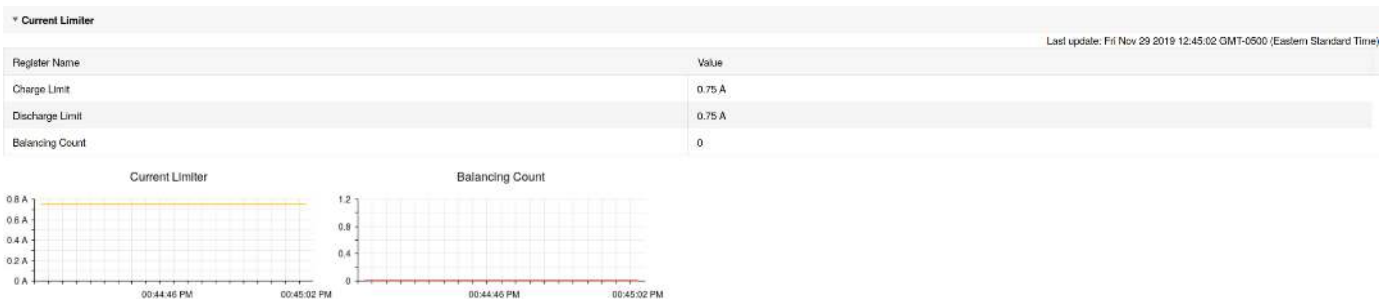 Current Limiter
Last update: Fri Nov 29 2019 12:45:02 GMT-0500 (Eastern Standard Time)
Register Name Value
Charge Limit 0.75 A
Discharge Limit 0.75 A
Balancing Count 0
Current Limiter Balancing Count
0.8 A 1.2
0.6 A 0.8
0.4 A 0.4
0.2 A
0 A 0
00:44:46 PM 00:45:02 PM 00:44:46 PM 00:45:02 PM